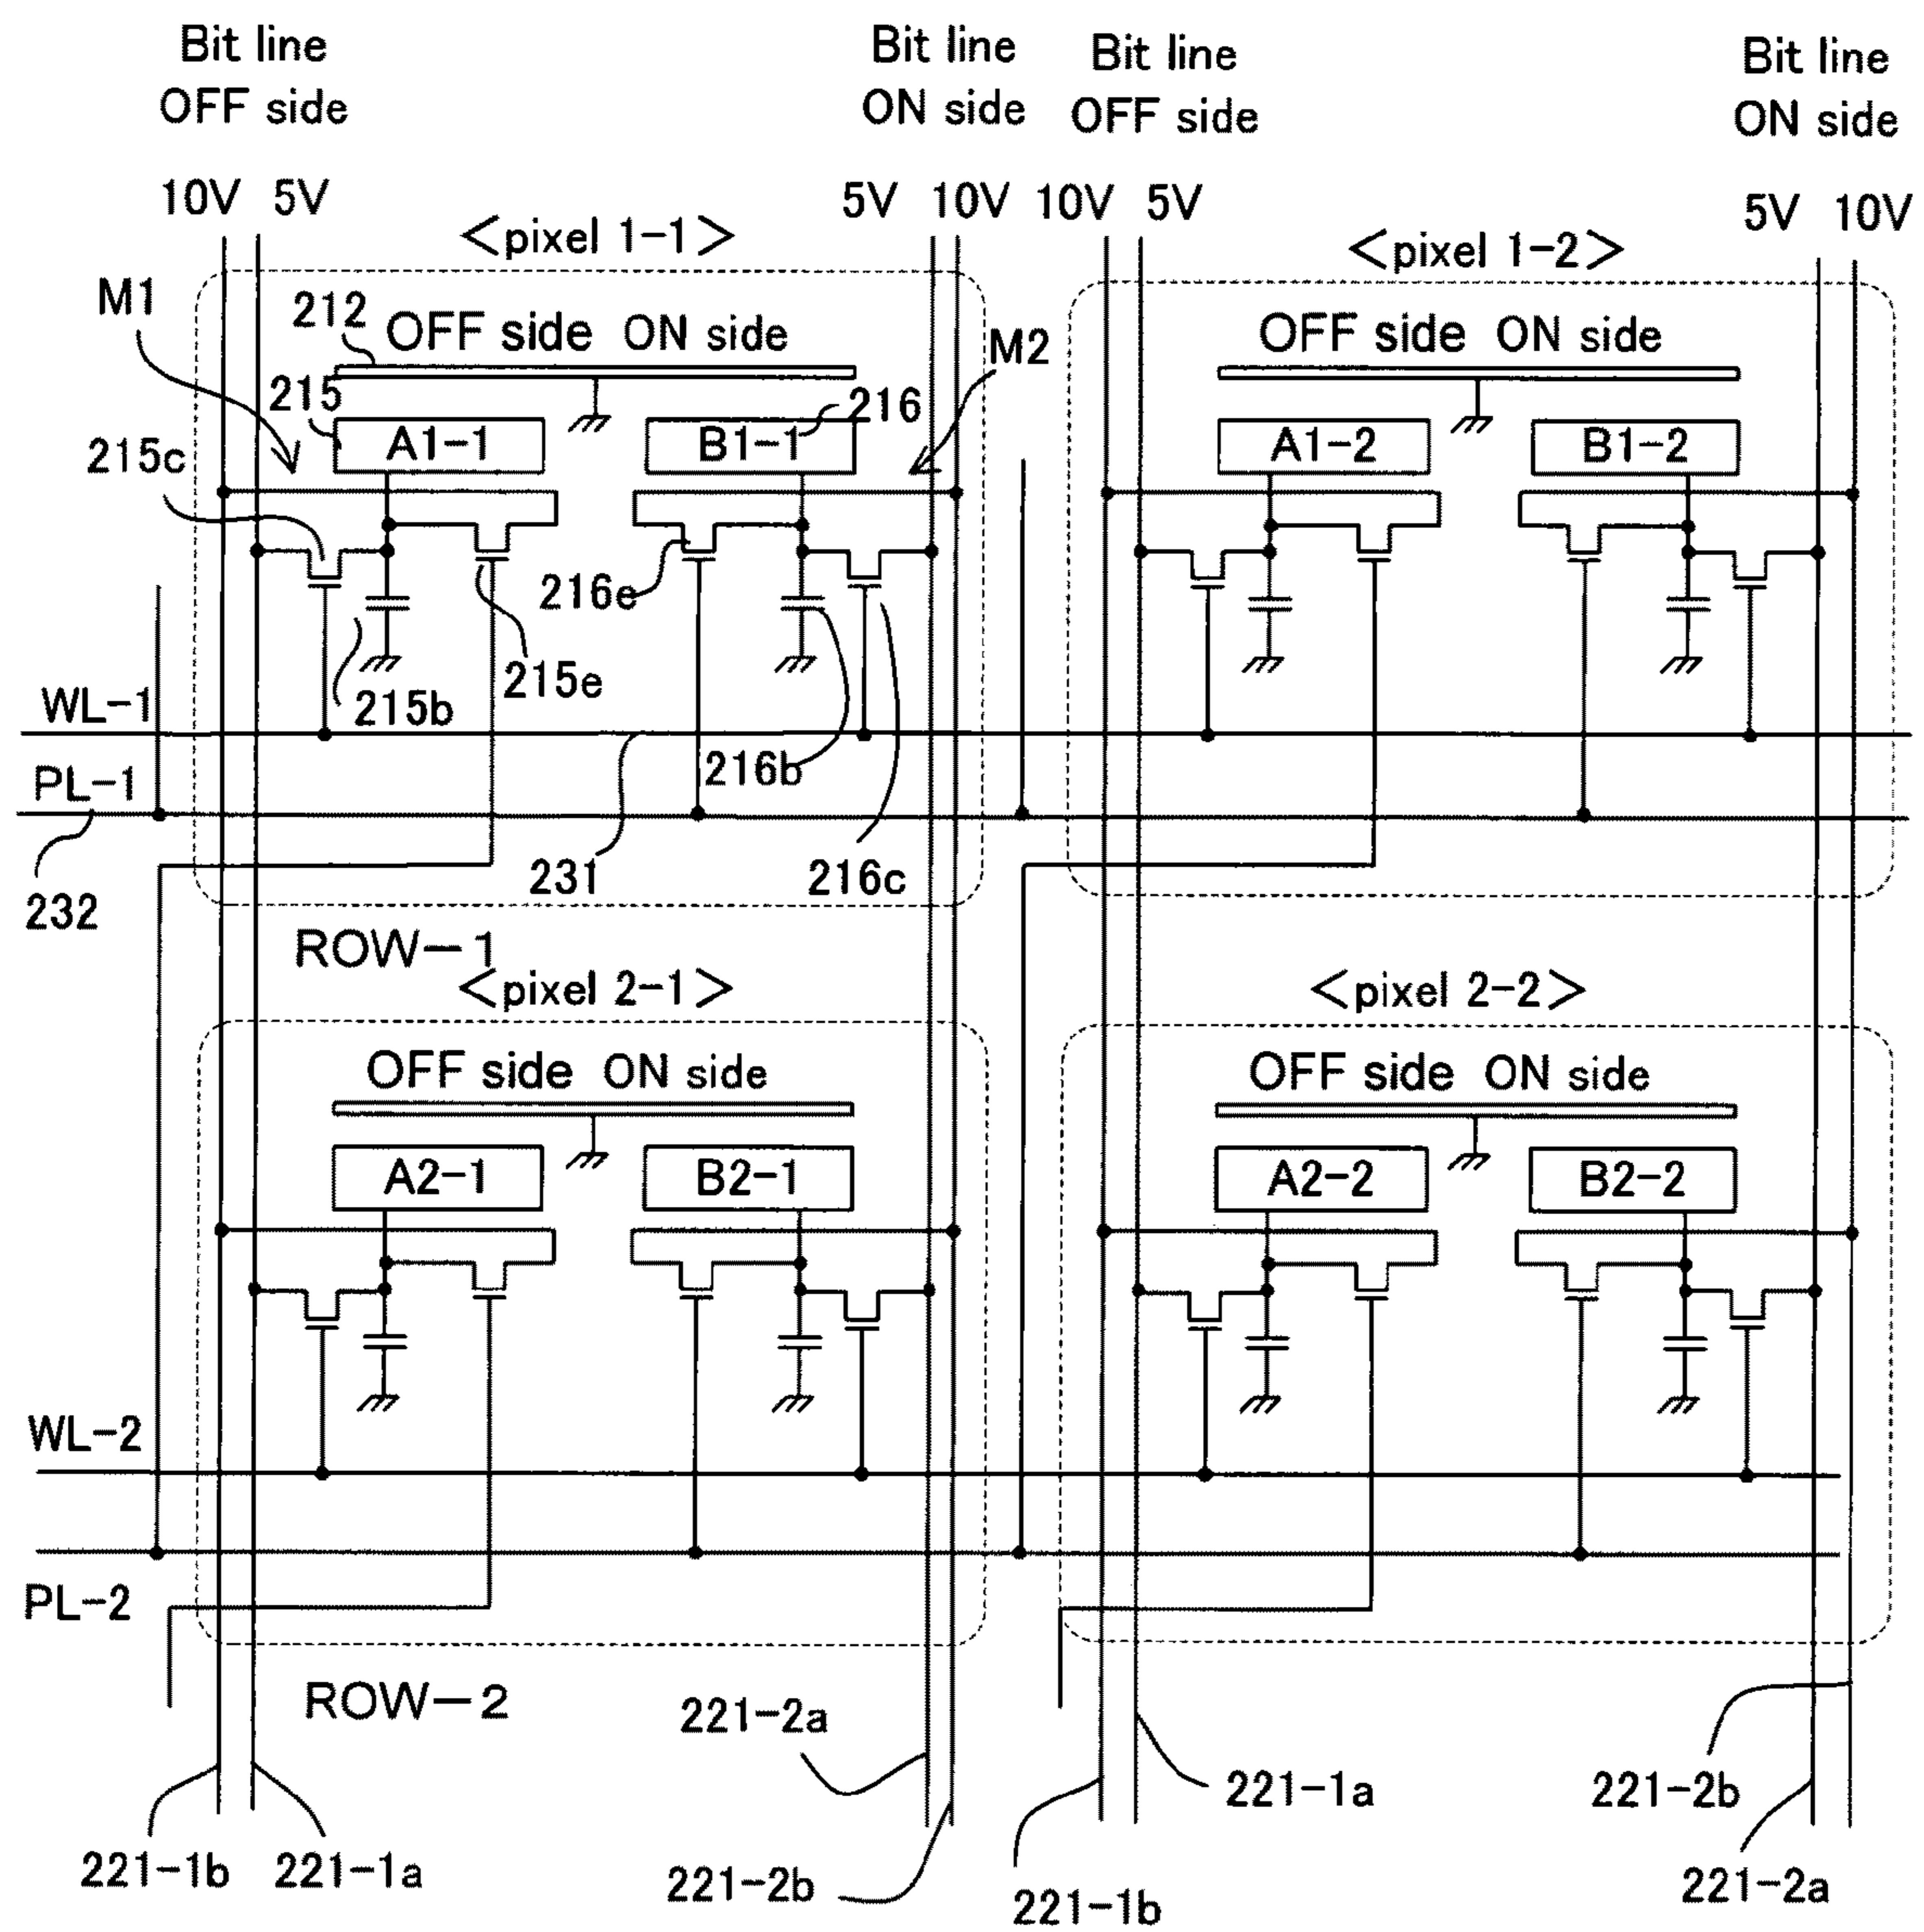 Bit line
OFF side
Bit line
ON side
Bit line
OFF side
Bit line
ON side
10V 5V
5V 10V
10V 5V
5V 10V
<pixel 1-1>
<pixel 1-2>
M1
212
OFF side ON side
M2
OFF side ON side
215
216
A1-1
B1-1
A1-2
B1-2
215c
216e
215e
215b
WL-1
216b
PL-1
231
216c
232
ROW-1
<pixel 2-1>
<pixel 2-2>
OFF side ON side
OFF side ON side
A2-1
B2-1
A2-2
B2-2
WL-2
PL-2
ROW-2
221-2a
221-1a
221-2b
221-1b
221-1a
221-2b
221-1b
221-2a